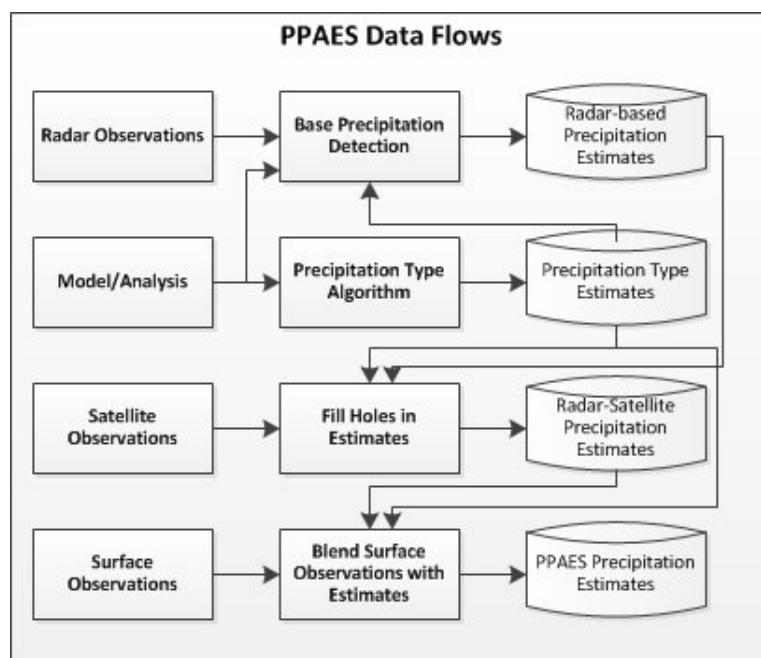 PPAES Data Flows
Radar Observations
Base Precipitation
Detection
Radar-based
Precipitation
Estimates
Model/Analysis
Precipitation Type
Algorithm
Precipitation Type
Estimates
Satellite
Observations
Fill Holes in
Estimates
Radar-Satellite
Precipitation
Estimates
Surface
Observations
Blend Surface
Observations with
Estimates
PPAES Precipitation
Estimates